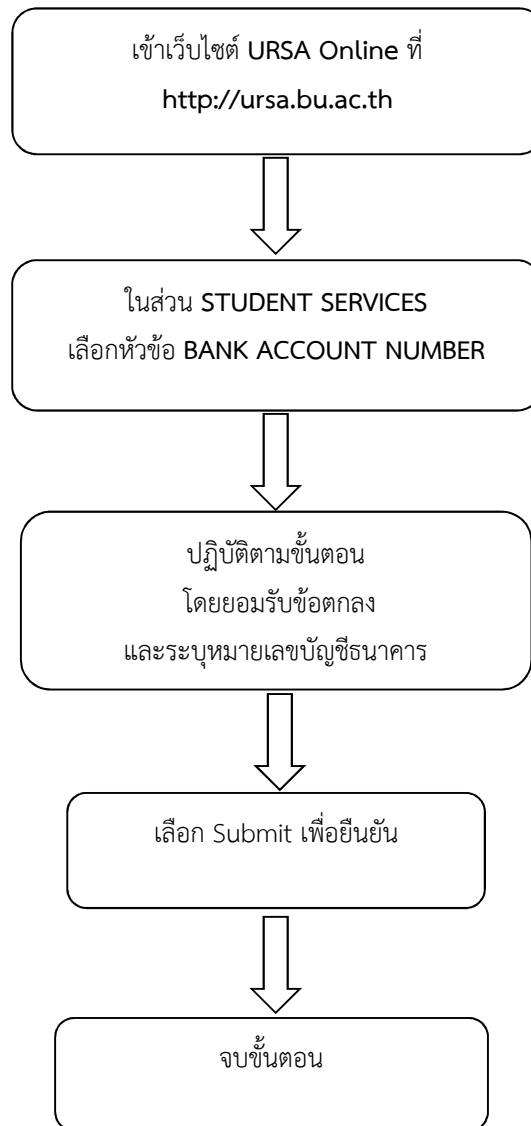 เข้าเว็บไซต์ URSA Online ที่
http://ursa.bu.ac.th
ในส่วน STUDENT SERVICES
เลือกหัวข้อ BANK ACCOUNT NUMBER
ปฏิบัติตามขั้นตอน
โดยยอมรับข้อตกลง
และระบุหมายเลขบัญชีธนาคาร
เลือก Submit เพื่อยืนยัน
จบขั้นตอน